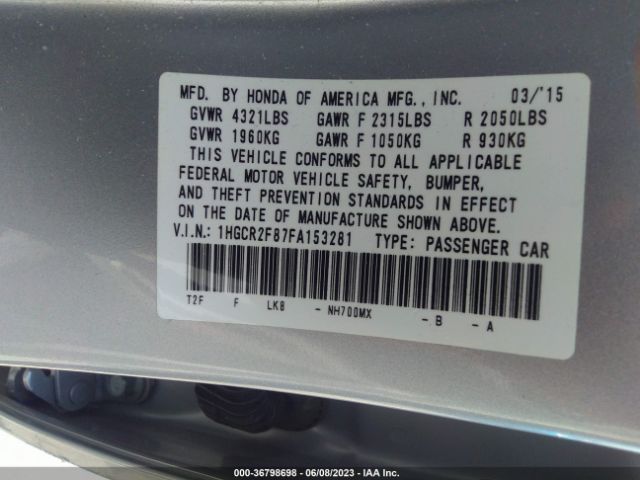 MFD. BY HONDA OF AMERICA MFG., INC. 03/'15
GVWR 4321LBS GAWR F 2315LBS R 2050LBS
GVWR 1960KG GAWR F 1050KG R 930KG
THIS VEHICLE CONFORMS TO ALL APPLICABLE
FEDERAL MOTOR VEHICLE SAFETY, BUMPER,
AND THEFT PREVENTION STANDARDS IN EFFECT
ON THE DATE OF MANUFACTURE SHOWN ABOVE.
V.I.N.: 1HGCR2F87FA153281 TYPE: PASSENGER CAR
T2F F LKB - NH700MX - B - A
000-36798698 - 06/08/2023 - IAA Inc.